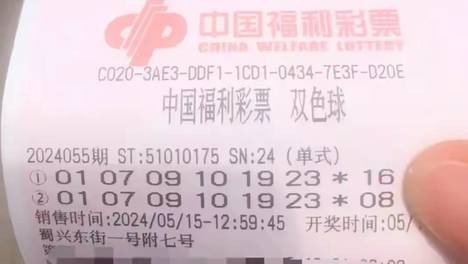 中国福利彩票
CHINA WELFARE LOTTERY
C020-3AE3-DDF1-1CD1-0434-7E3F-D20E
中国福利彩票 双色球
2024055期 ST:51010175 SN:24 (单式)
① 01 07 09 10 19 23 * 16
② 01 07 09 10 19 23 * 08
销售时间:2024/05/15-12:59:45 开奖时间:05/
蜀兴东街一号附七号